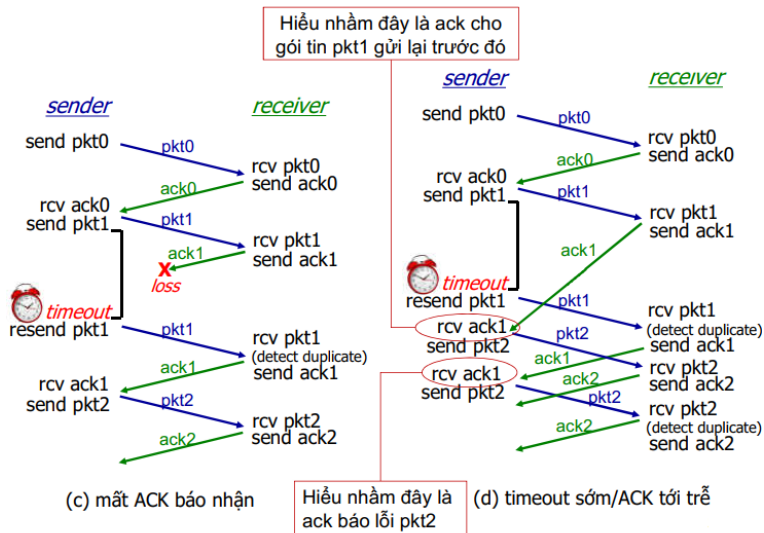 Hiểu nhầm đây là ack cho
gói tin pkt1 gửi lại trước đó
sender
receiver
send pkt0
pkt0
rcv pkt0
ack0
send ack0
rcv ack0
send pkt1
pkt1
rcv pkt1
ack1
send ack1
X
loss
timeout
resend pkt1
pkt1
rcv pkt1
(detect duplicate)
ack1
send ack1
rcv ack1
send pkt2
pkt2
rcv pkt2
send ack2
ack2
(c) mất ACK báo nhận
sender
receiver
send pkt0
pkt0
rcv pkt0
ack0
send ack0
rcv ack0
send pkt1
pkt1
rcv pkt1
send ack1
ack1
timeout
resend pkt1
pkt1
rcv pkt1
(detect duplicate)
rcv ack1
send pkt2
pkt2
ack1
send ack1
rcv pkt2
rcv ack1
ack2
send ack2
send pkt2
pkt2
rcv pkt2
(detect duplicate)
ack2
send ack2
Hiểu nhầm đây là
ack báo lỗi pkt2
(d) timeout sớm/ACK tới trễ